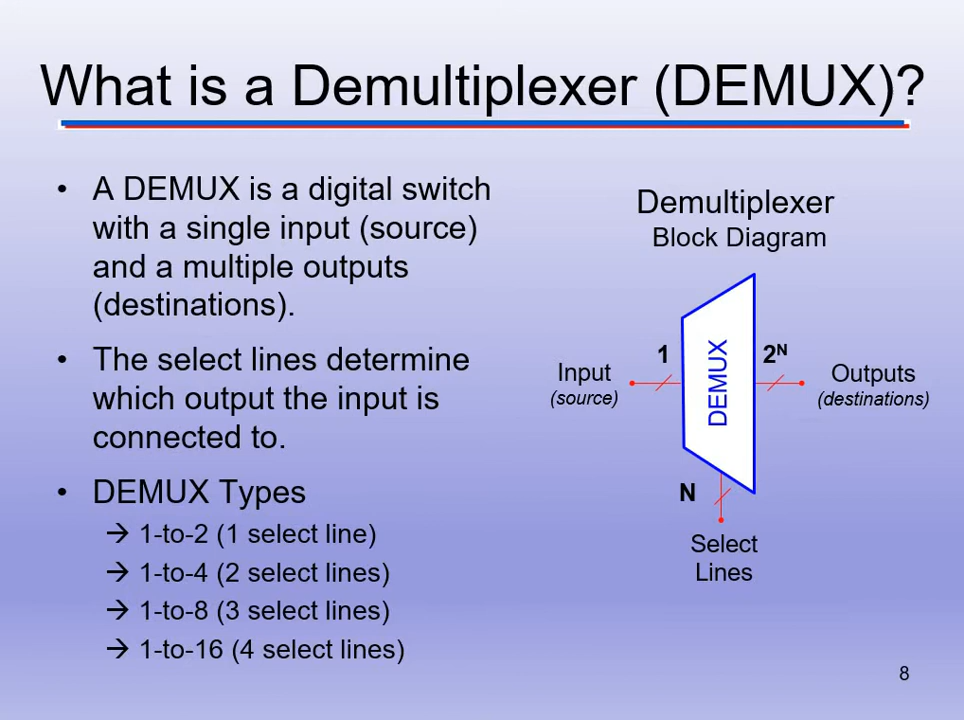 What is a Demultiplexer (DEMUX)?
• A DEMUX is a digital switch
with a single input (source)
and a multiple outputs
(destinations).
• The select lines determine
which output the input is
connected to.
• DEMUX Types
→ 1-to-2 (1 select line)
→ 1-to-4 (2 select lines)
→ 1-to-8 (3 select lines)
→ 1-to-16 (4 select lines)
Demultiplexer
Block Diagram
1
2ᴺ
Input
(source)
DEMUX
Outputs
(destinations)
N
Select
Lines
8